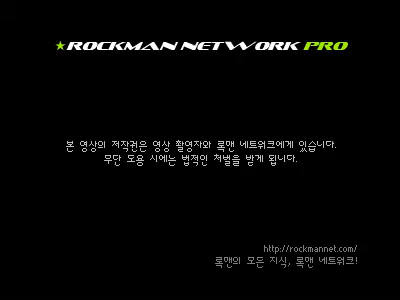 ★ROCKMAN NETWORK PRO
본 영상의 저작권은 영상 촬영자와 록맨 네트워크에게 있습니다.
무단 도용 시에는 법적인 처벌을 받게 됩니다.
http://rockmannet.com/
록맨의 모든 지식, 록맨 네트워크!